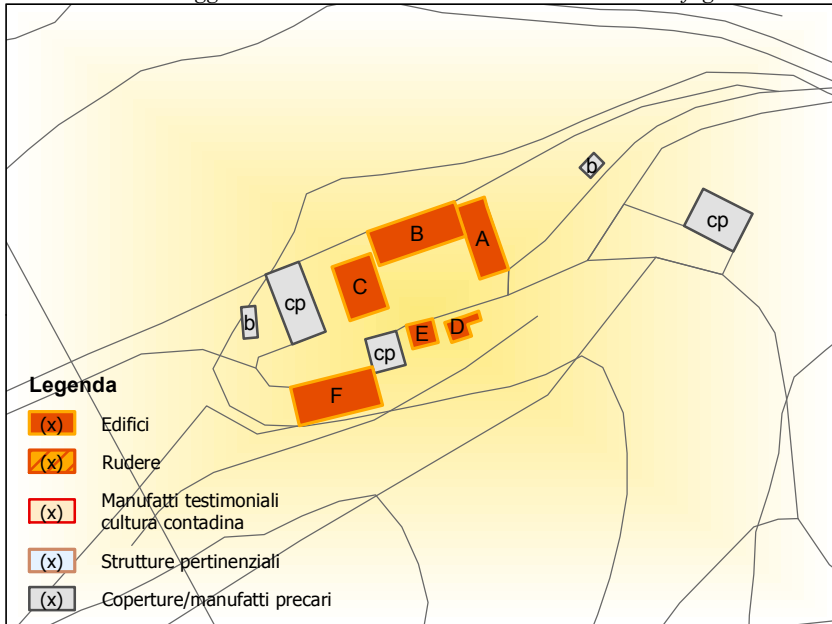 b
cp
B
A
C
cp
b
E
D
cp
F
Legenda
(x) Edifici
(x) Rudere
(x) Manufatti testimoniali
cultura contadina
(x) Strutture pertinenziali
(x) Coperture/manufatti precari